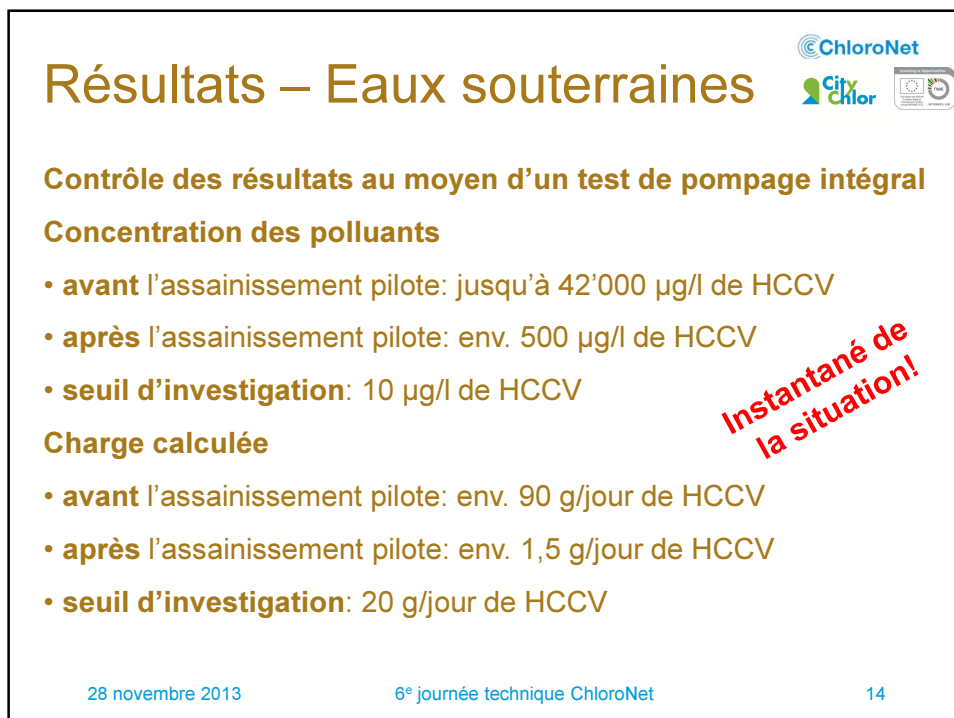 ©ChloroNet
Résultats – Eaux souterraines
City Chlor
Contrôle des résultats au moyen d’un test de pompage intégral
Concentration des polluants
• avant l’assainissement pilote: jusqu’à 42’000 µg/l de HCCV
• après l’assainissement pilote: env. 500 µg/l de HCCV
• seuil d’investigation: 10 µg/l de HCCV
Instantané de
la situation!
Charge calculée
• avant l’assainissement pilote: env. 90 g/jour de HCCV
• après l’assainissement pilote: env. 1,5 g/jour de HCCV
• seuil d’investigation: 20 g/jour de HCCV
28 novembre 2013 6e journée technique ChloroNet 14